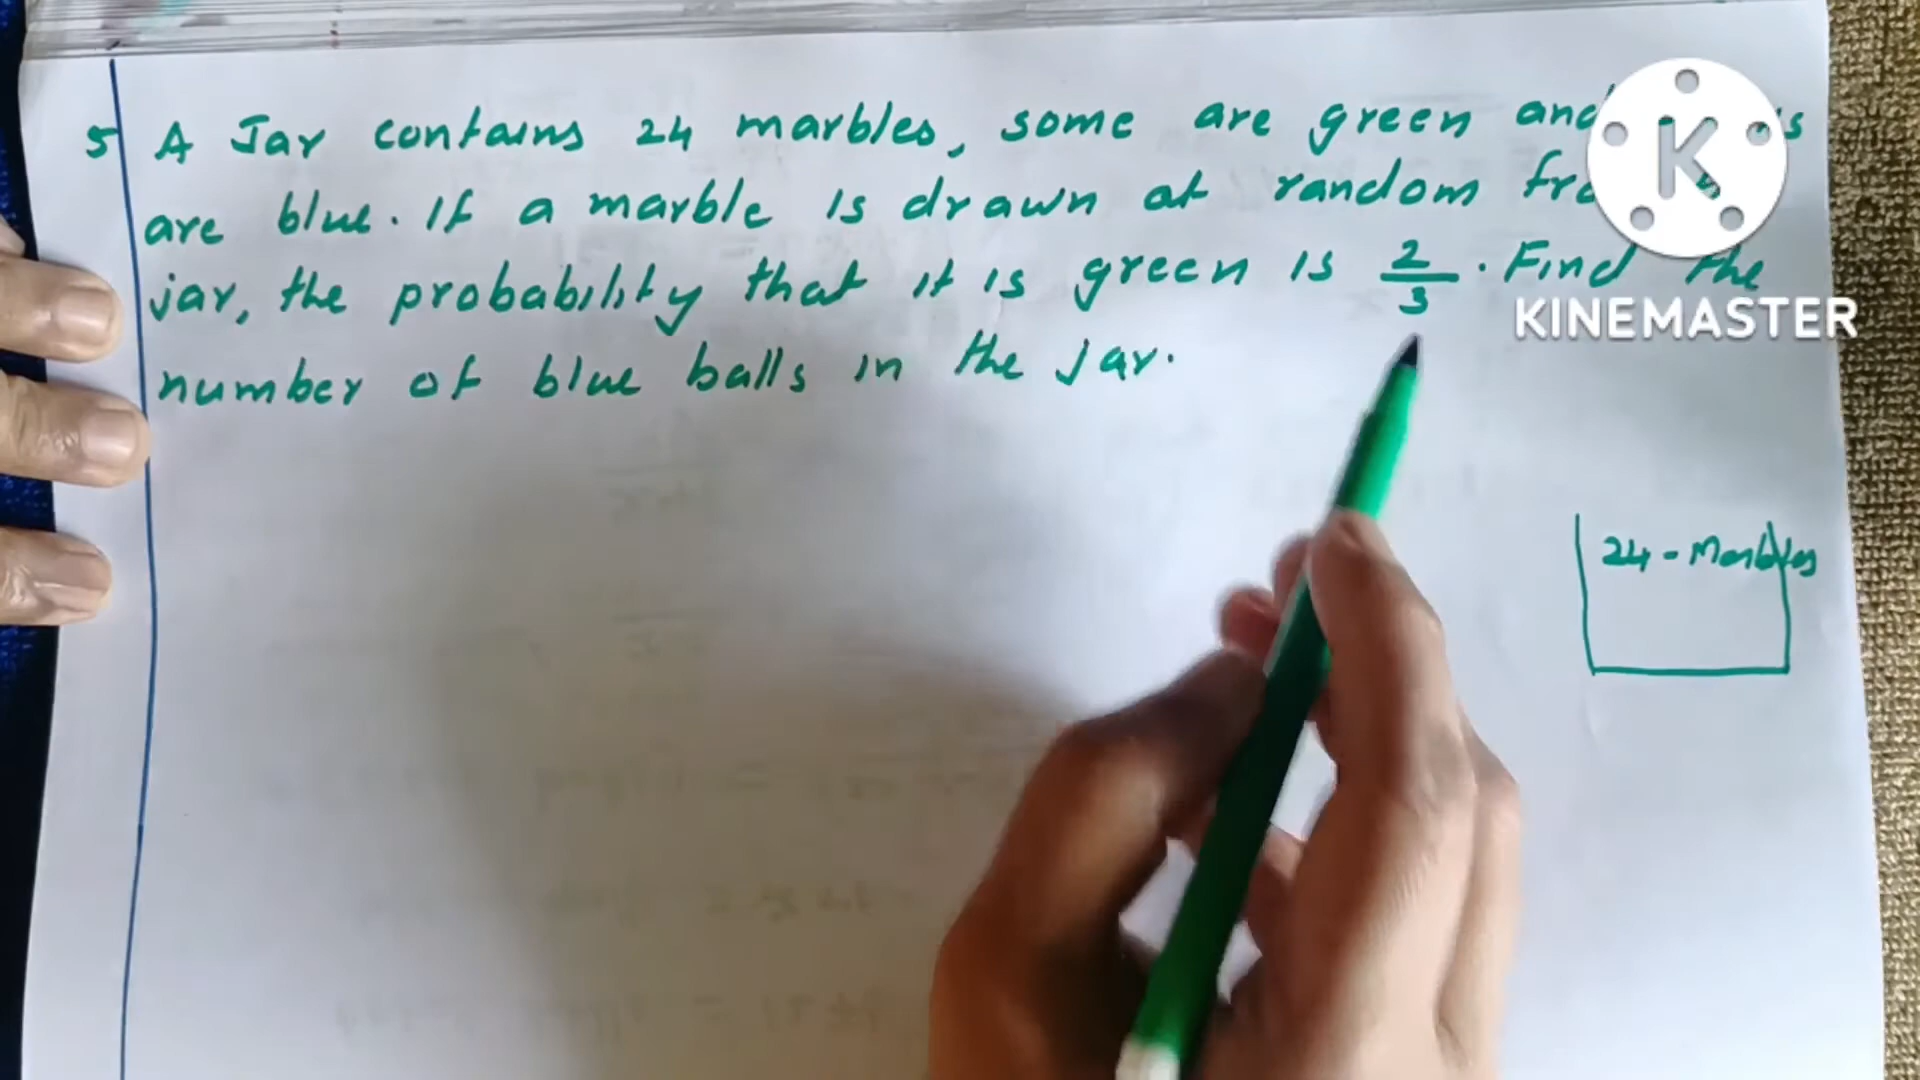 5 A Jar contains 24 marbles, some are green and
are blue. If a marble is drawn at random
jar, the probability that it is green is 2/3. Find the
number of blue balls in the jar.
K
KINEMASTER
24 - Marbles